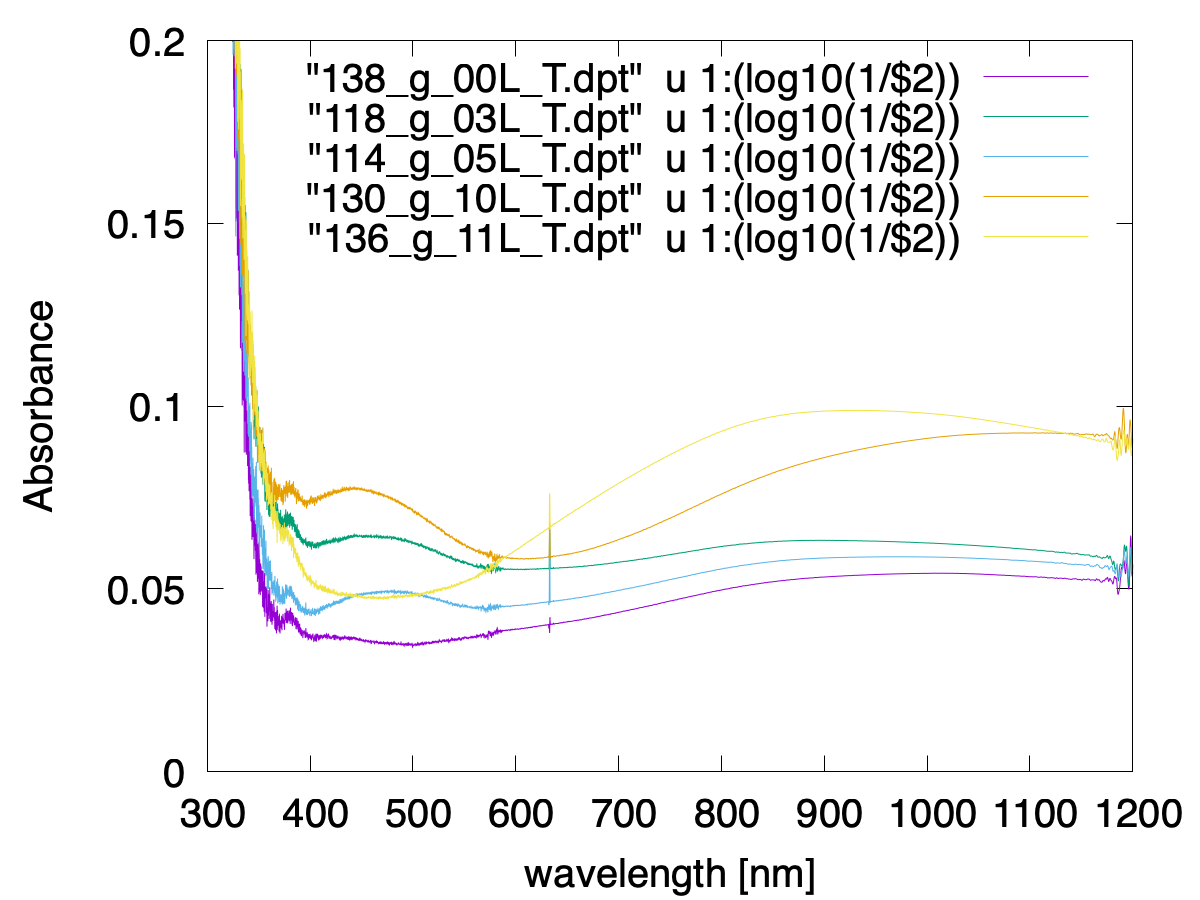 0.2
0.15
0.1
0.05
0
Absorbance
"138_g_00L_T.dpt" u 1:(log10(1/$2))
"118_g_03L_T.dpt" u 1:(log10(1/$2))
"114_g_05L_T.dpt" u 1:(log10(1/$2))
"130_g_10L_T.dpt" u 1:(log10(1/$2))
"136_g_11L_T.dpt" u 1:(log10(1/$2))
300 400 500 600 700 800 900 1000 1100 1200
wavelength [nm]